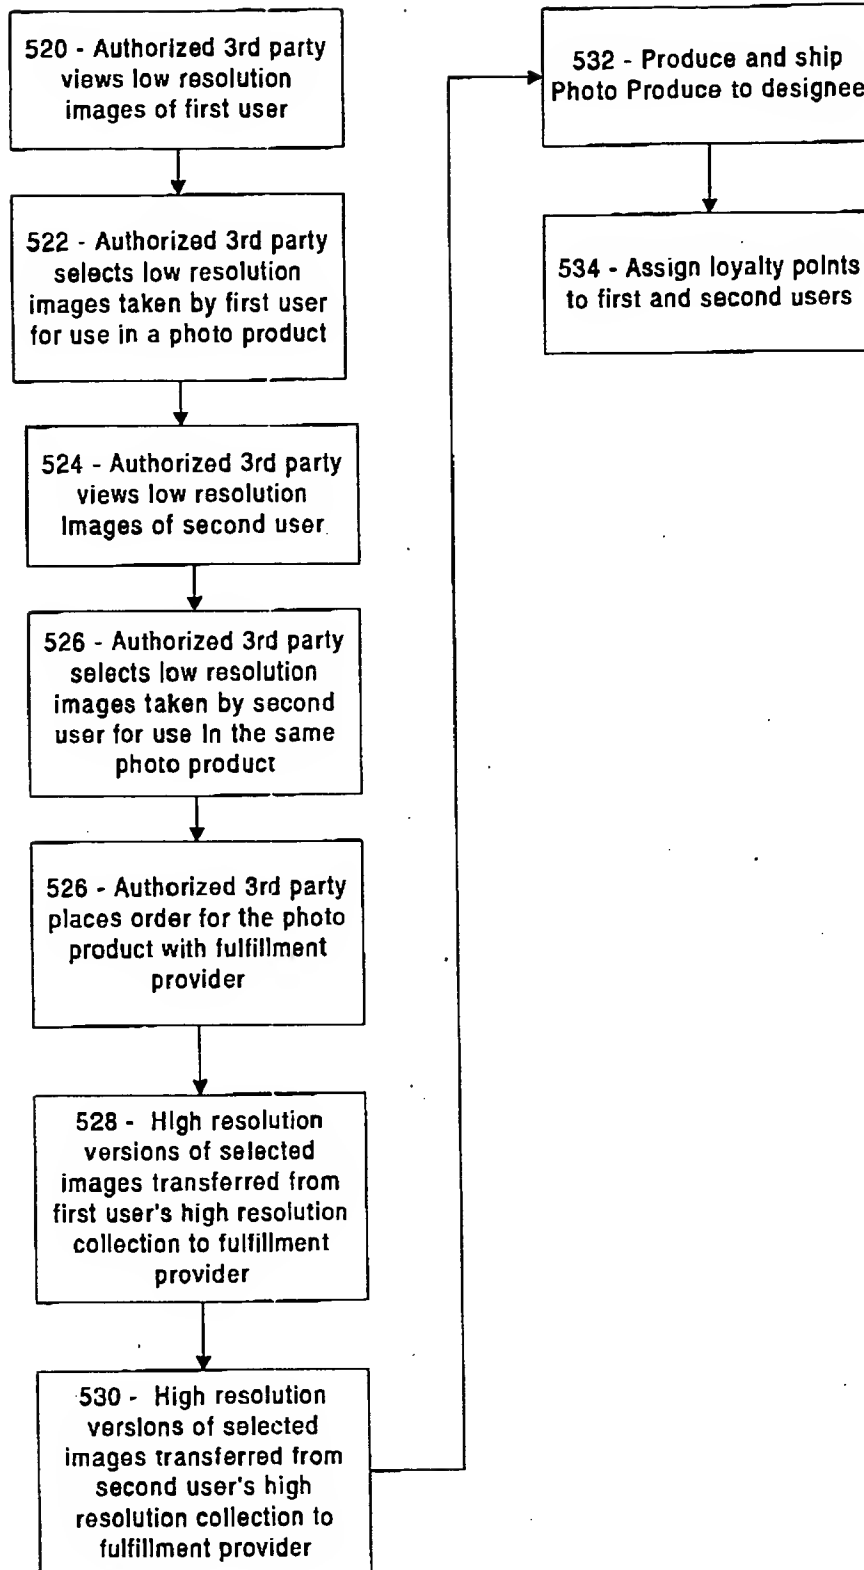 520 - Authorized 3rd party
views low resolution
images of first user
522 - Authorized 3rd party
selects low resolution
images taken by first user
for use in a photo product
524 - Authorized 3rd party
views low resolution
Images of second user
526 - Authorized 3rd party
selects low resolution
images taken by second
user for use In the same
photo product
526 - Authorized 3rd party
places order for the photo
product with fulfillment
provider
528 - High resolution
versions of selected
images transferred from
first user's high resolution
collection to fulfillment
provider
530 - High resolution
versions of selected
images transferred from
second user's high
resolution collection to
fulfillment provider
532 - Produce and ship
Photo Produce to designee
534 - Assign loyalty points
to first and second users